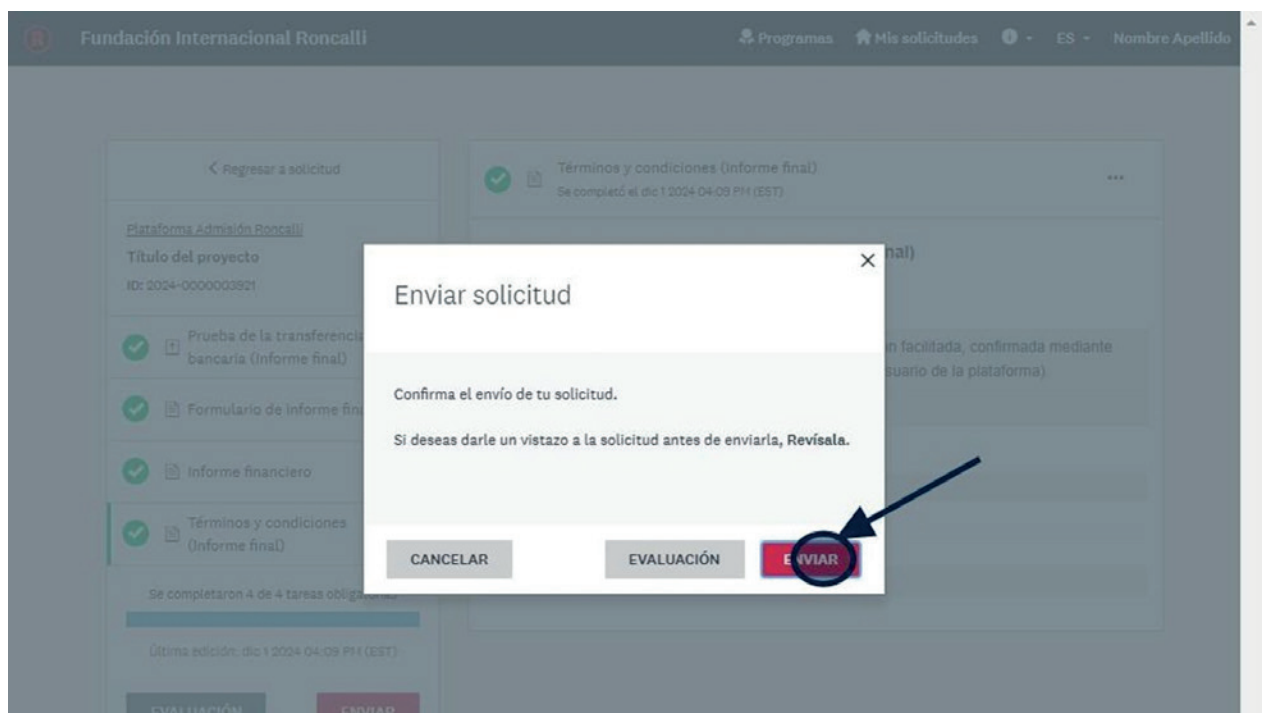 Fundación Internacional Roncalli
Programas Mis solicitudes ES Nombre Apellido
Regresar a solicitud
Plataforma Admisión Roncalli
Título del proyecto
ID: 2024-0000003921
Prueba de la transferencia
bancaria (Informe final)
Formulario de informe fin
Informe financiero
Términos y condiciones
(Informe final)
Se completaron 4 de 4 tareas obligatorias
Última edición: dic 1 2024 04:09 PM (EST)
EVALUACIÓN ENVIAR
Términos y condiciones (Informe final)
Se completó el dic 1 2024 04:09 PM (EST)
...
nal)
n facilitada, confirmada mediante
suario de la plataforma)
Enviar solicitud
Confirma el envío de tu solicitud.
Si deseas darle un vistazo a la solicitud antes de enviarla, Revísala.
CANCELAR EVALUACIÓN ENVIAR